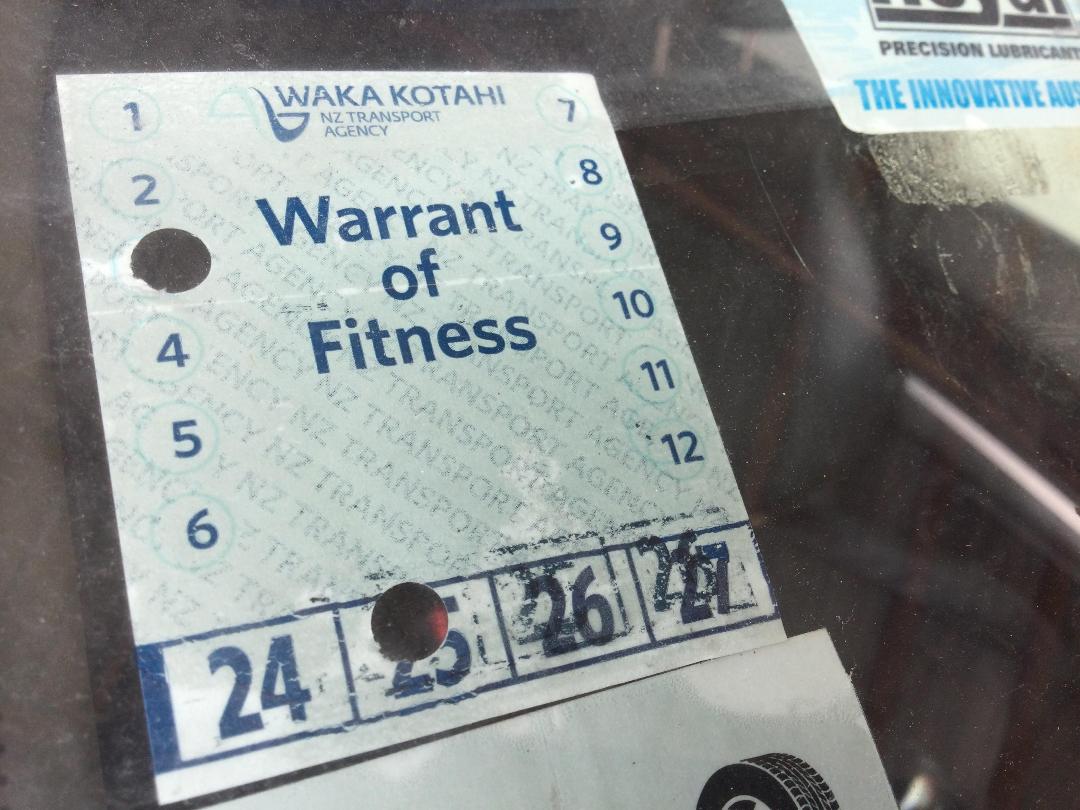 PRECISION LUBRICANT
THE INNOVATIVE AUS
WAKA KOTAHI
NZ TRANSPORT
AGENCY
1
7
2
8
9
4
10
5
11
6
12
Warrant
of
Fitness
24
25
26
27